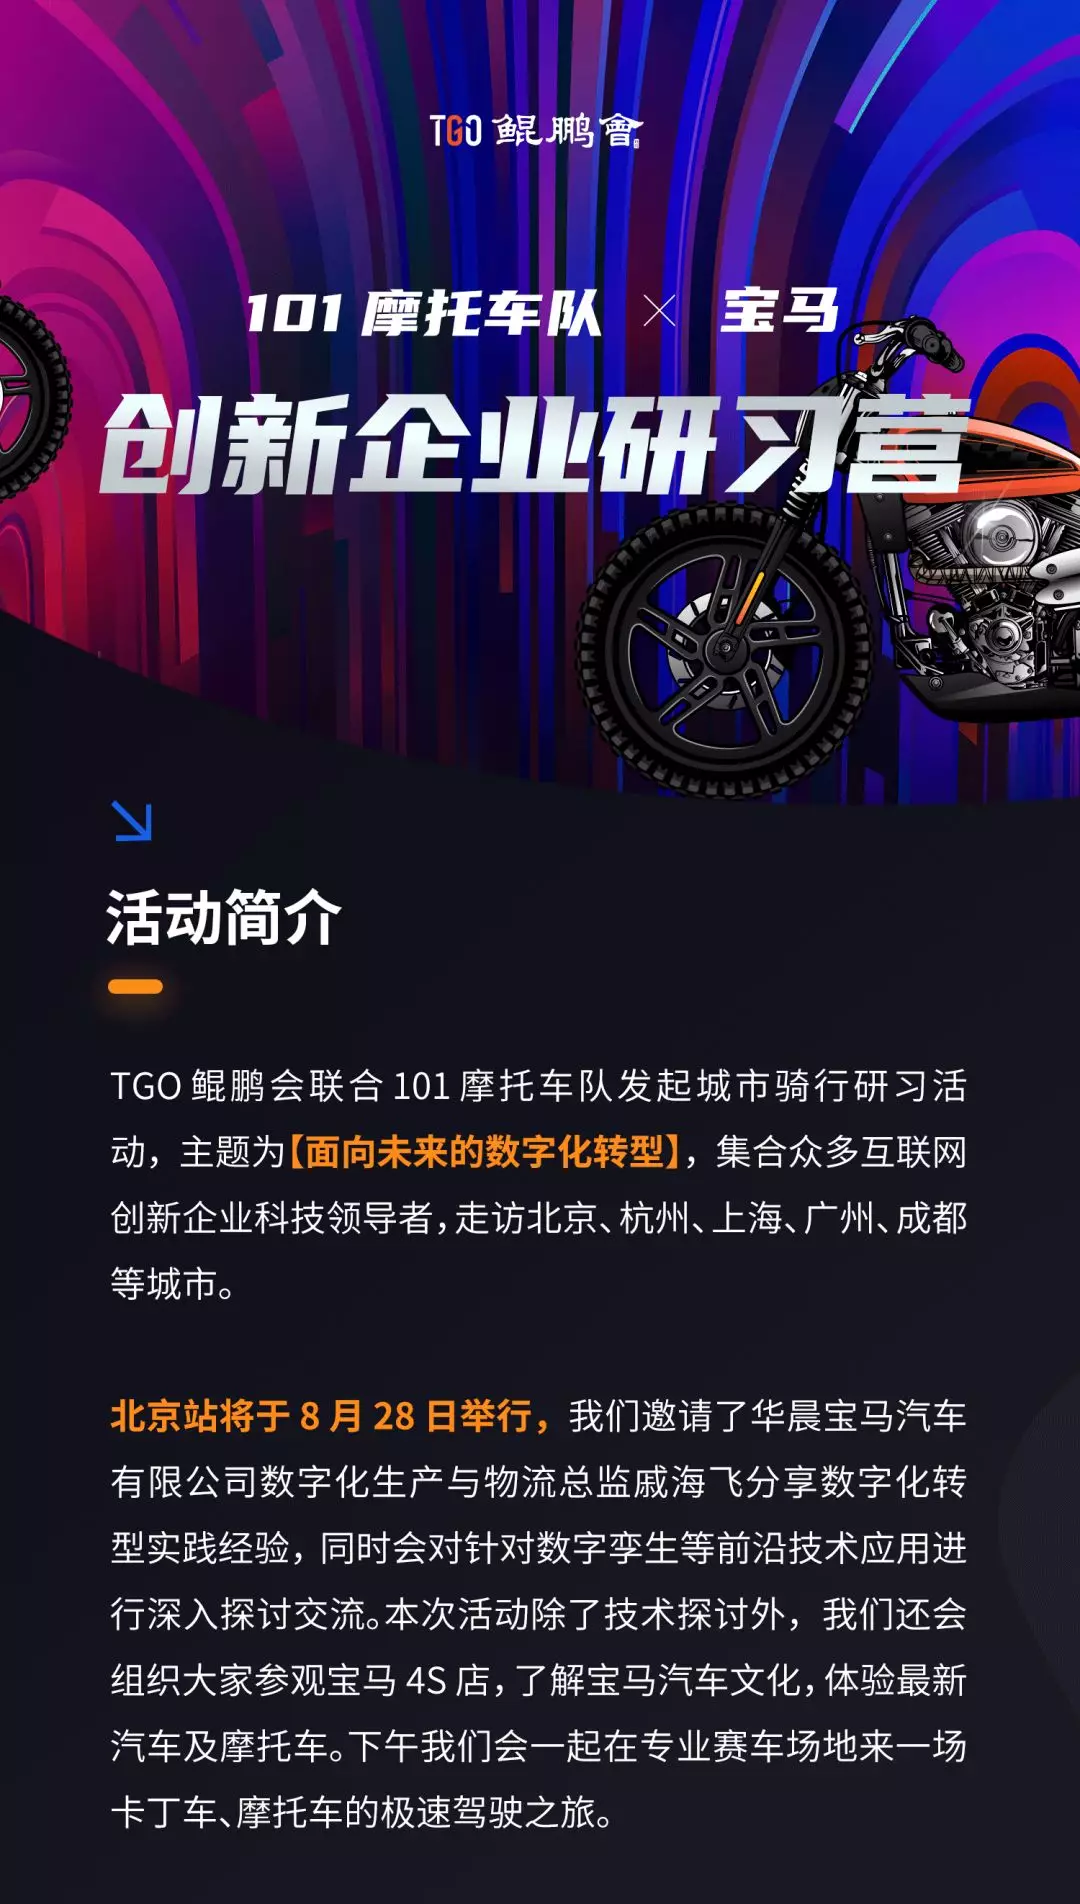 TGO 鲲鹏會
101 摩托车队 × 宝马
创新企业研习营
活动简介
TGO 鲲鹏会联合 101 摩托车队发起城市骑行研习活
动，主题为【面向未来的数字化转型】，集合众多互联网
创新企业科技领导者，走访北京、杭州、上海、广州、成都
等城市。
北京站将于 8 月 28 日举行，我们邀请了华晨宝马汽车
有限公司数字化生产与物流总监戚海飞分享数字化转
型实践经验，同时会对针对数字孪生等前沿技术应用进
行深入探讨交流。本次活动除了技术探讨外，我们还会
组织大家参观宝马 4S 店，了解宝马汽车文化，体验最新
汽车及摩托车。下午我们会一起在专业赛车场地来一场
卡丁车、摩托车的极速驾驶之旅。